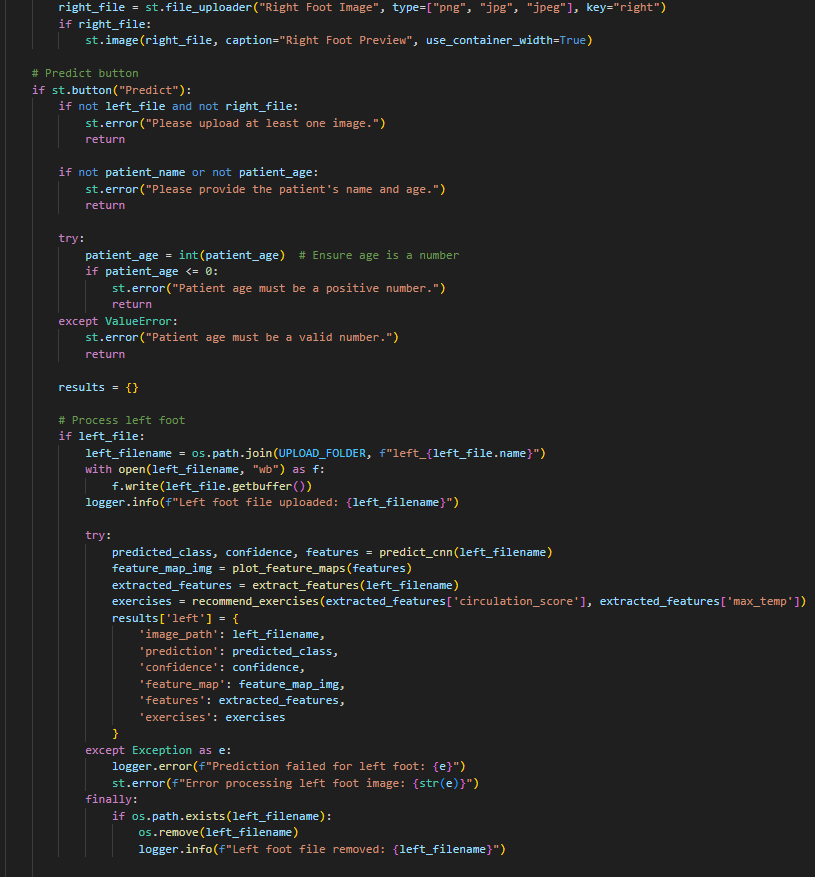 right_file = st.file_uploader("Right Foot Image", type=["png", "jpg", "jpeg"], key="right")
if right_file:
st.image(right_file, caption="Right Foot Preview", use_container_width=True)
# Predict button
if st.button("Predict"):
if not left_file and not right_file:
st.error("Please upload at least one image.")
return
if not patient_name or not patient_age:
st.error("Please provide the patient's name and age.")
return
try:
patient_age = int(patient_age)  # Ensure age is a number
if patient_age <= 0:
st.error("Patient age must be a positive number.")
return
except ValueError:
st.error("Patient age must be a valid number.")
return
results = {}
# Process left foot
if left_file:
left_filename = os.path.join(UPLOAD_FOLDER, f"left_{left_file.name}")
with open(left_filename, "wb") as f:
f.write(left_file.getbuffer())
logger.info(f"Left foot file uploaded: {left_filename}")
try:
predicted_class, confidence, features = predict_cnn(left_filename)
feature_map_img = plot_feature_maps(features)
extracted_features = extract_features(left_filename)
exercises = recommend_exercises(extracted_features['circulation_score'], extracted_features['max_temp'])
results['left'] = {
'image_path': left_filename,
'prediction': predicted_class,
'confidence': confidence,
'feature_map': feature_map_img,
'features': extracted_features,
'exercises': exercises
}
except Exception as e:
logger.error(f"Prediction failed for left foot: {e}")
st.error(f"Error processing left foot image: {str(e)}")
finally:
if os.path.exists(left_filename):
os.remove(left_filename)
logger.info(f"Left foot file removed: {left_filename}")